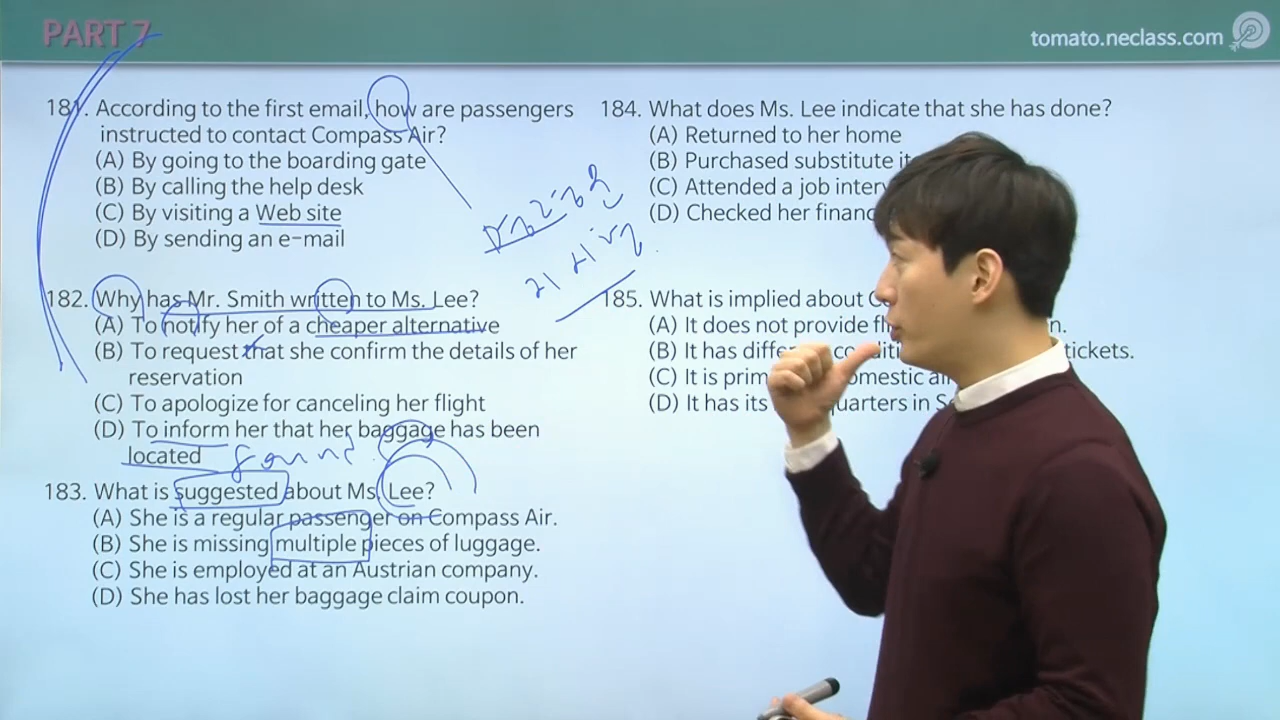 PART 7
tomato.neclass.com
181. According to the first email, how are passengers
instructed to contact Compass Air?
(A) By going to the boarding gate
(B) By calling the help desk
(C) By visiting a Web site
(D) By sending an e-mail
182. Why has Mr. Smith written to Ms. Lee?
(A) To notify her of a cheaper alternative
(B) To request that she confirm the details of her
reservation
(C) To apologize for canceling her flight
(D) To inform her that her baggage has been
located
found
183. What is suggested about Ms. Lee?
(A) She is a regular passenger on Compass Air.
(B) She is missing multiple pieces of luggage.
(C) She is employed at an Austrian company.
(D) She has lost her baggage claim coupon.
184. What does Ms. Lee indicate that she has done?
(A) Returned to her home
(B) Purchased substitute
(C) Attended a job
(D) Checked her
185. What is implied about
(A) It does not provide
(B) It has tickets.
(C) It is
(D) It has its